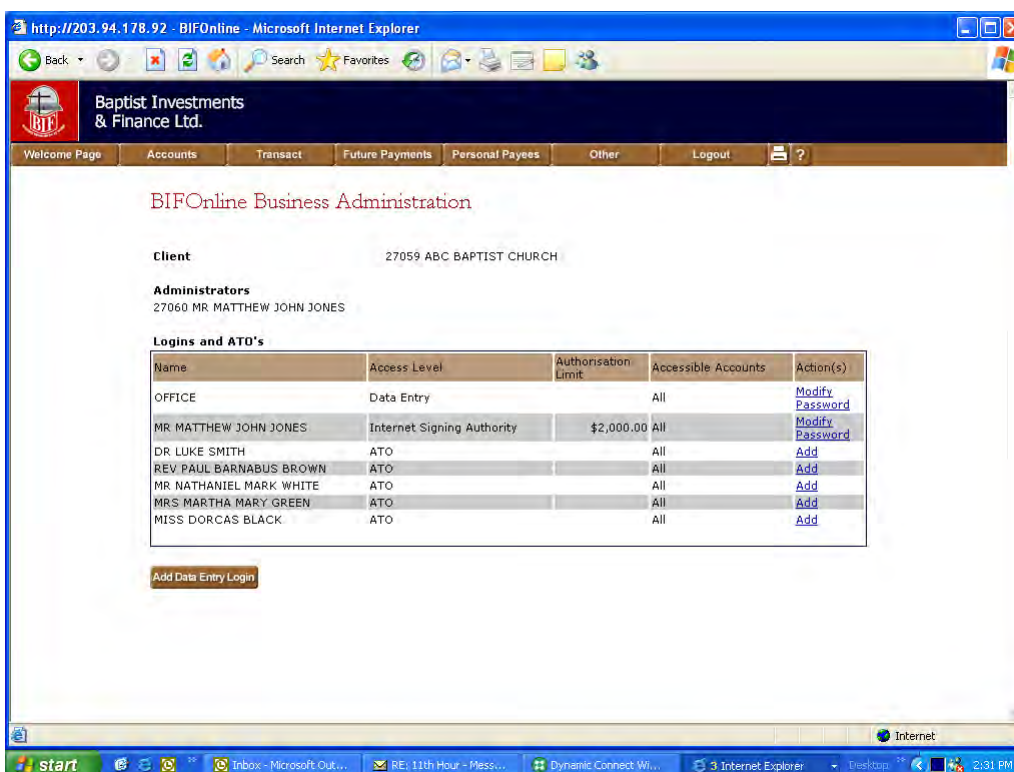 http://203.94.178.92 - BIFOnline - Microsoft Internet Explorer
Back Search Favorites
BIF
Baptist Investments
& Finance Ltd.
Welcome Page Accounts Transact Future Payments Personal Payees Other Logout ?
BIFOnline Business Administration
Client 27059 ABC BAPTIST CHURCH
Administrators
27060 MR MATTHEW JOHN JONES
Logins and ATO's
Name Access Level Authorisation Limit Accessible Accounts Action(s)
OFFICE Data Entry All Modify Password
MR MATTHEW JOHN JONES Internet Signing Authority $2,000.00 All Modify Password
DR LUKE SMITH ATO All Add
REV PAUL BARNABUS BROWN ATO All Add
MR NATHANIEL MARK WHITE ATO All Add
MRS MARTHA MARY GREEN ATO All Add
MISS DORCAS BLACK ATO All Add
Add Data Entry Login
Internet
start Inbox - Microsoft Out... RE: 11th Hour - Mess... Dynamic Connect Wi... 3 Internet Explorer Desktop 2:31 PM